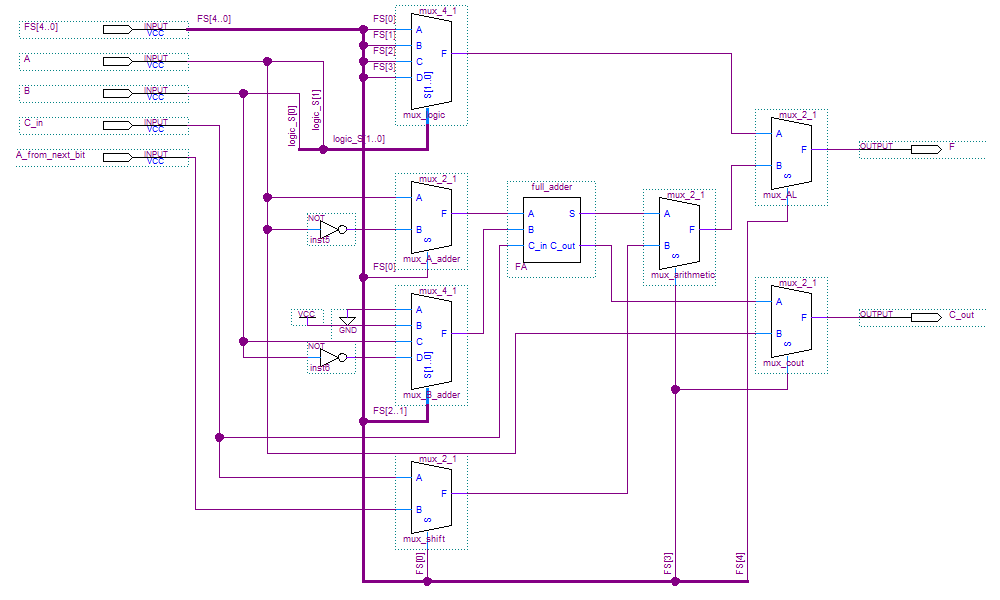 FS[4..0]
INPUT
VCC
FS[4..0]
A
INPUT
VCC
B
INPUT
VCC
C_in
INPUT
VCC
A_from_next_bit
INPUT
VCC
logic_S[0]
logic_S[1]
logic_S[1..0]
mux_4_1
FS[0]
FS[1]
FS[2]
FS[3]
A
B
C
D
F
S[1..0]
mux_logic
mux_2_1
A
B
F
S
mux_A_adder
NOT
inst5
FS[0]
full_adder
A
S
B
C_in
C_out
FA
mux_2_1
A
B
F
S
mux_arithmetic
mux_2_1
A
B
F
S
mux_AL
OUTPUT
F
mux_4_1
A
B
C
D
F
S[1..0]
mux_B_adder
VCC
GND
NOT
inst6
FS[2..1]
mux_2_1
A
B
F
S
mux_cout
OUTPUT
C_out
mux_2_1
A
B
F
S
mux_shift
FS[0]
FS[3]
FS[4]